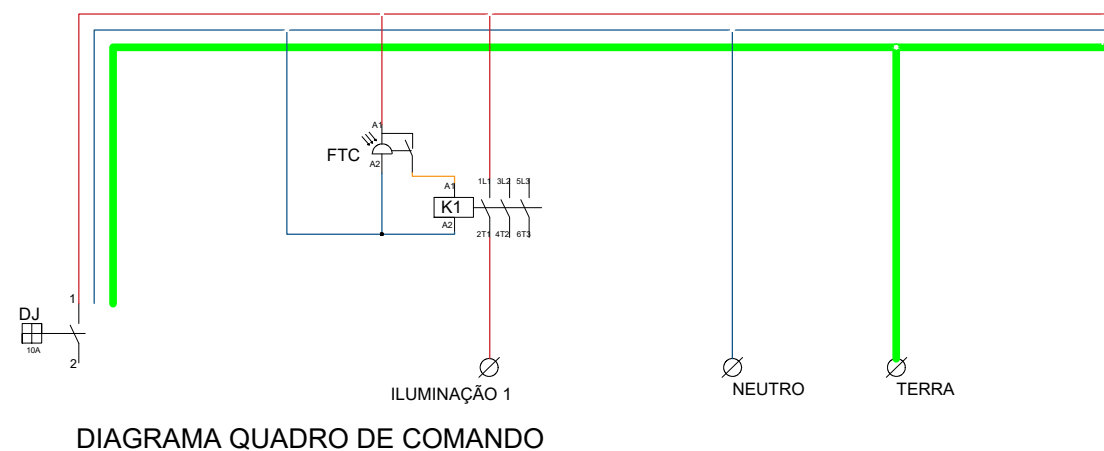 A1
FTC
A2
A1
1L1 3L2 5L3
K1
A2
2T1 4T2 6T3
1
DJ
10A
2
ILUMINAÇÃO 1
NEUTRO
TERRA
DIAGRAMA QUADRO DE COMANDO